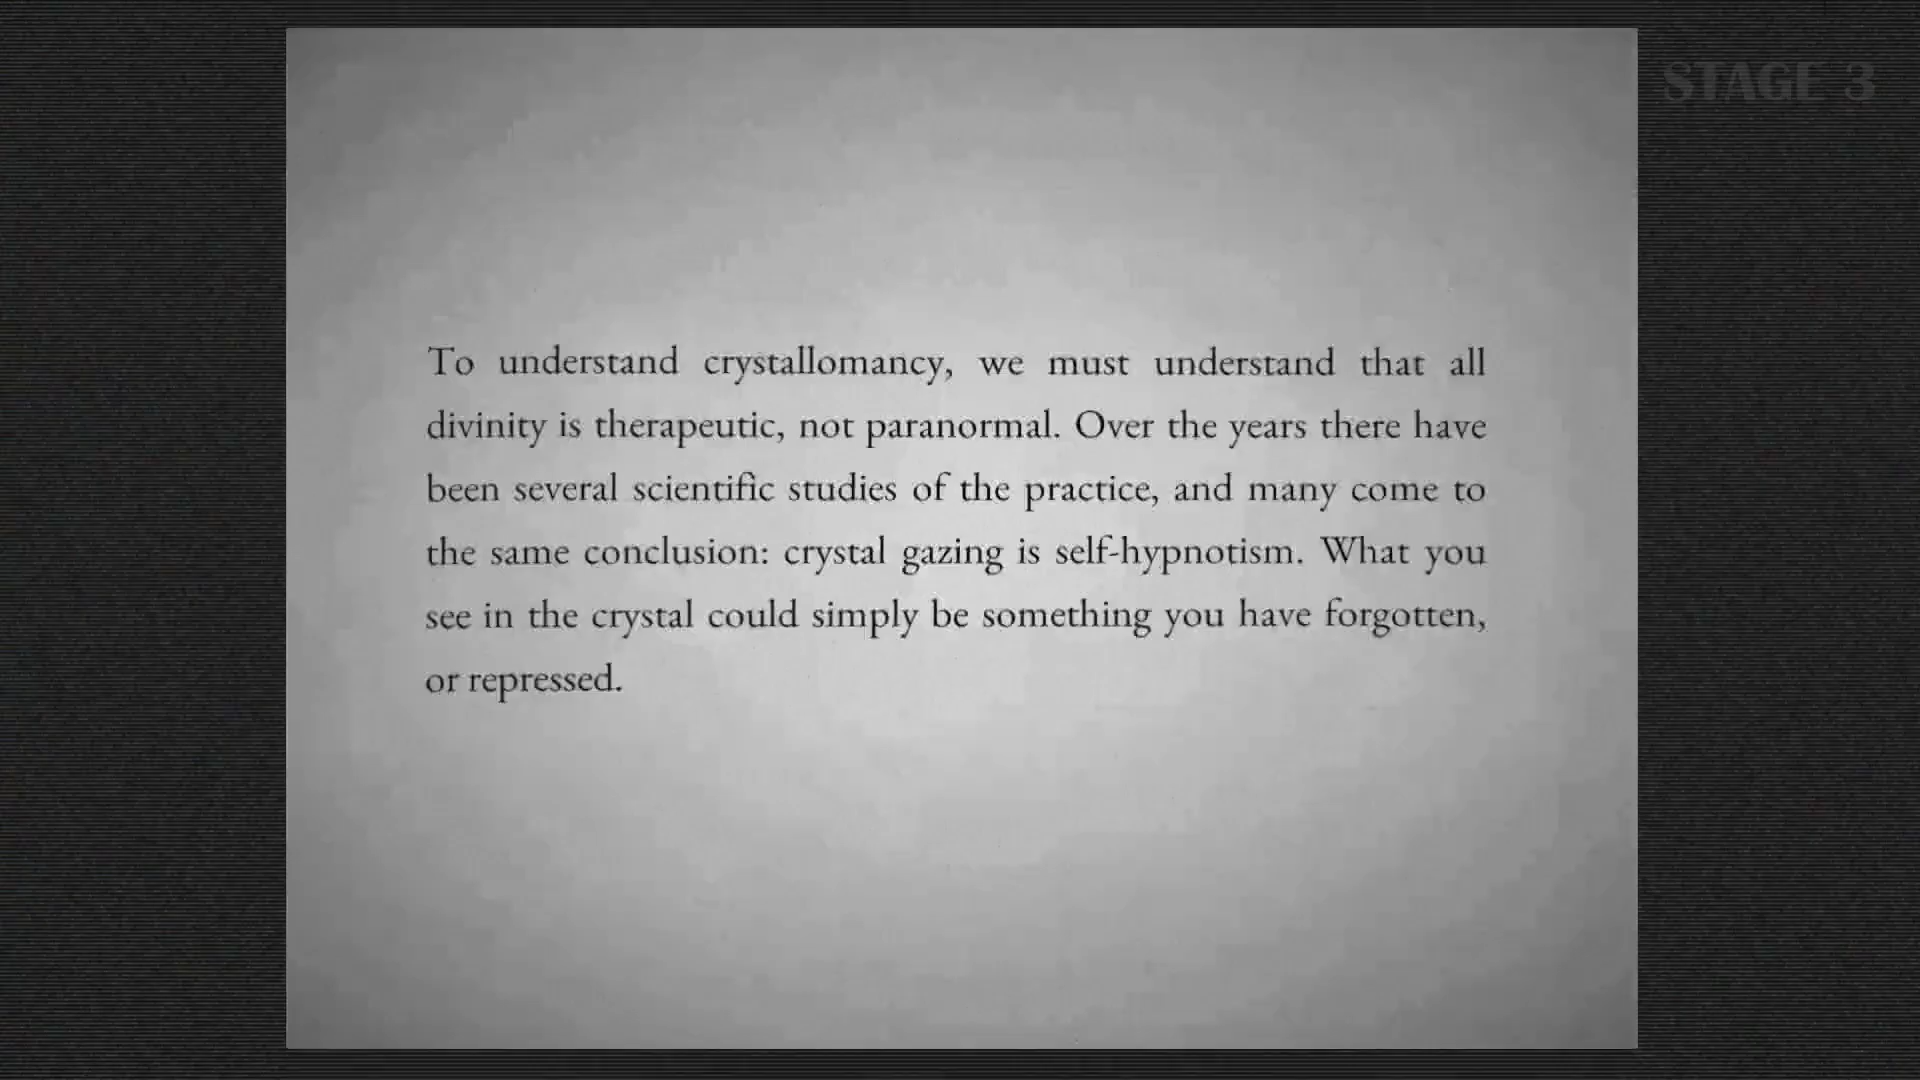 STAGE 3
To understand crystallomancy, we must understand that all
divinity is therapeutic, not paranormal. Over the years there have
been several scientific studies of the practice, and many come to
the same conclusion: crystal gazing is self-hypnotism. What you
see in the crystal could simply be something you have forgotten,
or repressed.